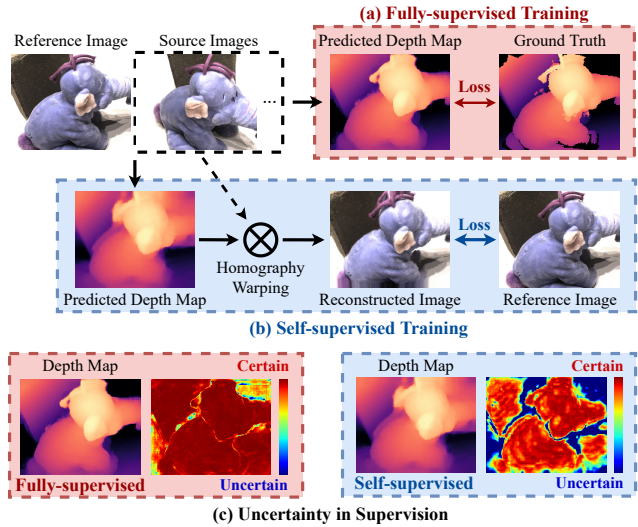 (a) Fully-supervised Training
Reference Image
Source Images
Predicted Depth Map
Ground Truth
...
Loss
Loss
Homography
Warping
Predicted Depth Map
Reconstructed Image
Reference Image
(b) Self-supervised Training
Depth Map
Certain
Fully-supervised
Uncertain
Depth Map
Certain
Self-supervised
Uncertain
(c) Uncertainty in Supervision